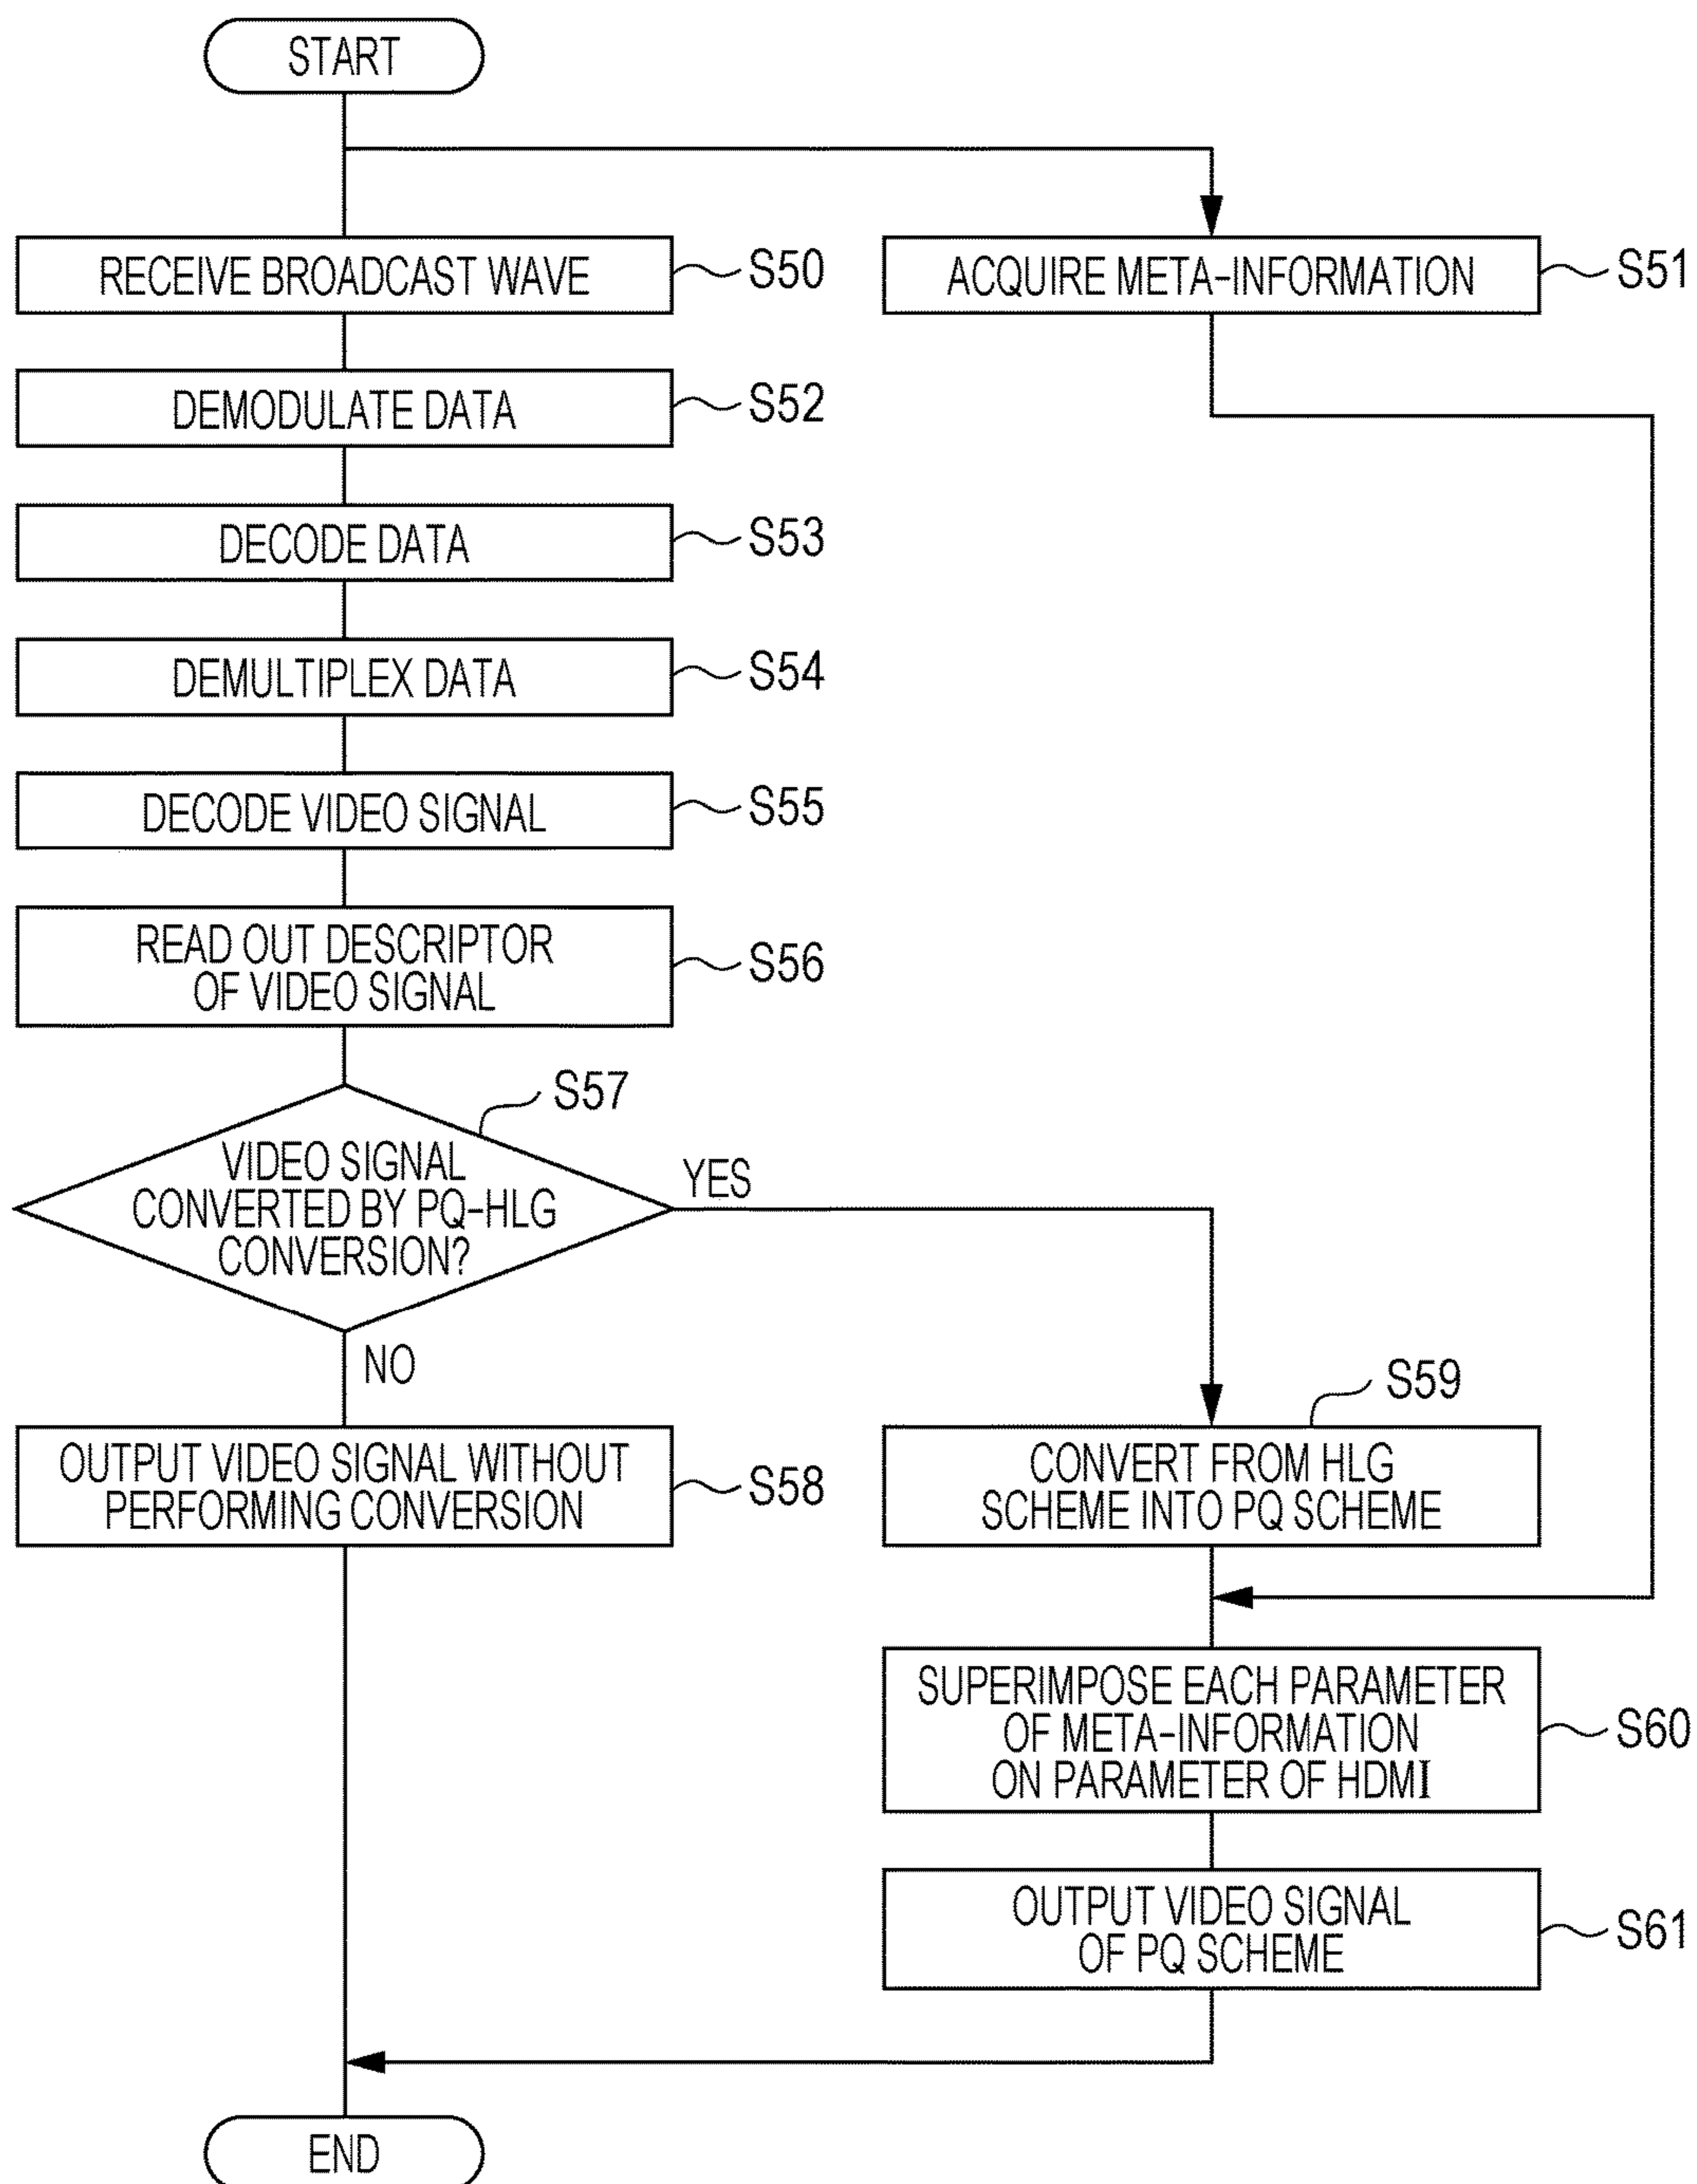 START
RECEIVE BROADCAST WAVE
S50
ACQUIRE META-INFORMATION
S51
DEMODULATE DATA
S52
DECODE DATA
S53
DEMULTIPLEX DATA
S54
DECODE VIDEO SIGNAL
S55
READ OUT DESCRIPTOR
OF VIDEO SIGNAL
S56
S57
VIDEO SIGNAL
CONVERTED BY PQ-HLG
CONVERSION?
YES
NO
OUTPUT VIDEO SIGNAL WITHOUT
PERFORMING CONVERSION
S58
S59
CONVERT FROM HLG
SCHEME INTO PQ SCHEME
SUPERIMPOSE EACH PARAMETER
OF META-INFORMATION
ON PARAMETER OF HDMI
S60
OUTPUT VIDEO SIGNAL
OF PQ SCHEME
S61
END